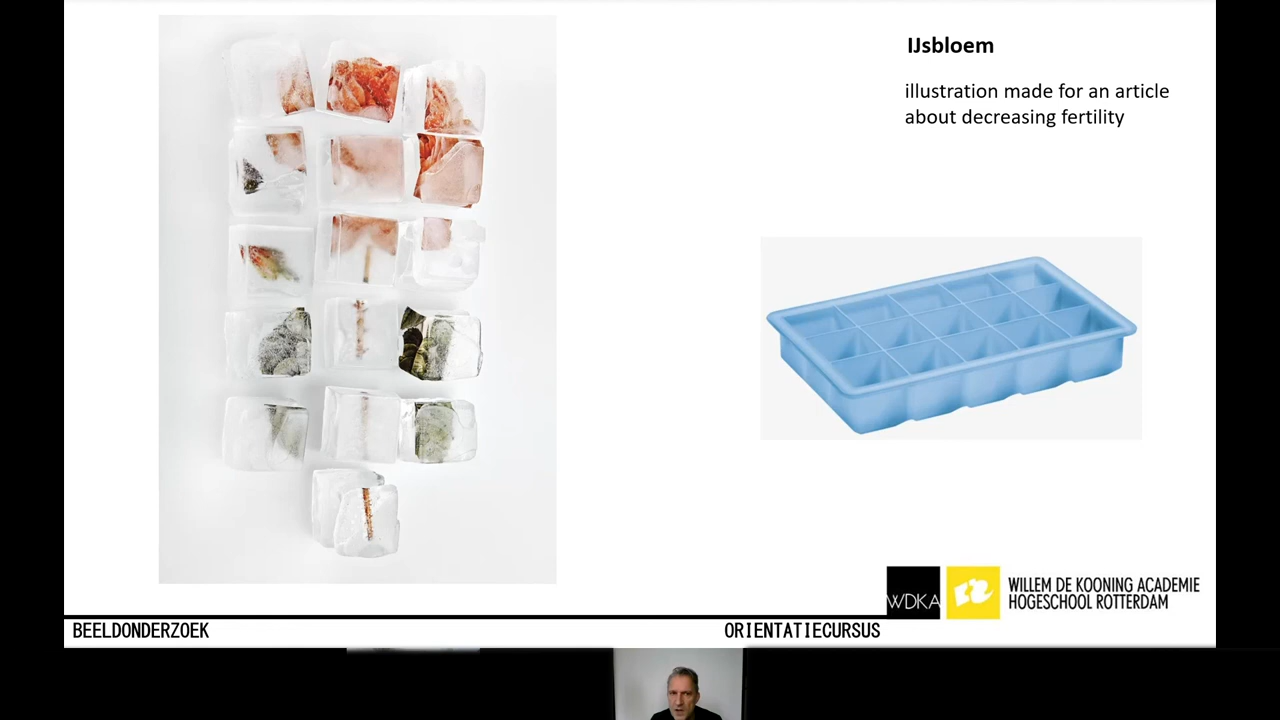 IJsbloem
illustration made for an article
about decreasing fertility
WDKA
WILLEM DE KOONING ACADEMIE
HOGESCHOOL ROTTERDAM
BEELDONDERZOEK
ORIENTATIECURSUS